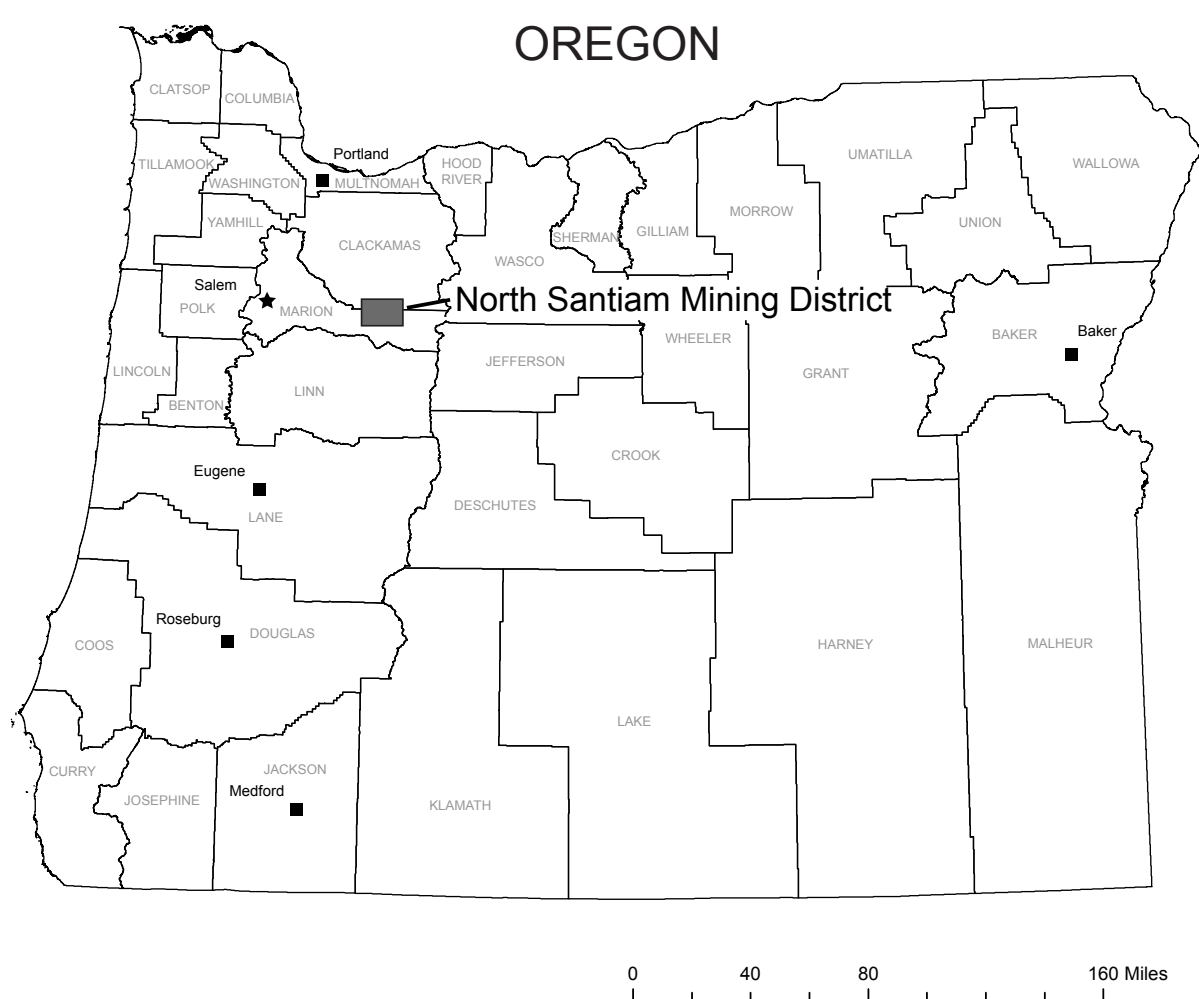 OREGON
CLATSOP
COLUMBIA
Portland
TILLAMOOK
WASHINGTON
MULTNOMAH
HOOD
RIVER
UMATILLA
WALLOWA
YAMHILL
CLACKAMAS
WASCO
SHERMAN
GILLIAM
MORROW
UNION
Salem
POLK
MARION
North Santiam Mining District
WHEELER
BAKER
Baker
LINCOLN
BENTON
LINN
JEFFERSON
GRANT
CROOK
Eugene
LANE
DESCHUTES
Roseburg
DOUGLAS
COOS
HARNEY
MALHEUR
LAKE
CURRY
JOSEPHINE
JACKSON
Medford
KLAMATH
0 40 80 160 Miles